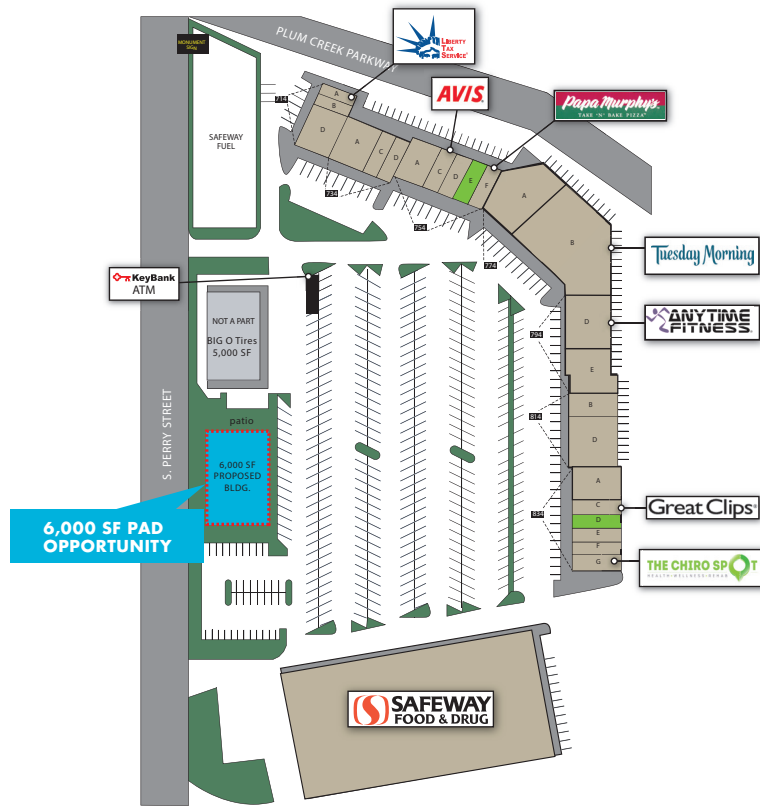 MONUMENT
SIGN
PLUM CREEK PARKWAY
LIBERTY
TAX
SERVICE
AVIS
Papa Murphy's
TAKE 'N' BAKE PIZZA
SAFEWAY
FUEL
714
A
B
D
A
C
D
A
C
D
E
F
A
B
734
754
774
Tuesday Morning
KeyBank
ATM
NOT A PART
BIG O Tires
5,000 SF
D
ANYTIME
FITNESS
794
E
S. PERRY STREET
B
814
D
patio
6,000 SF
PROPOSED
BLDG.
A
C
Great Clips
834
D
E
F
G
6,000 SF PAD
OPPORTUNITY
THE CHIRO SPOT
HEALTH-WELLNESS-REHAB
SAFEWAY
FOOD & DRUG